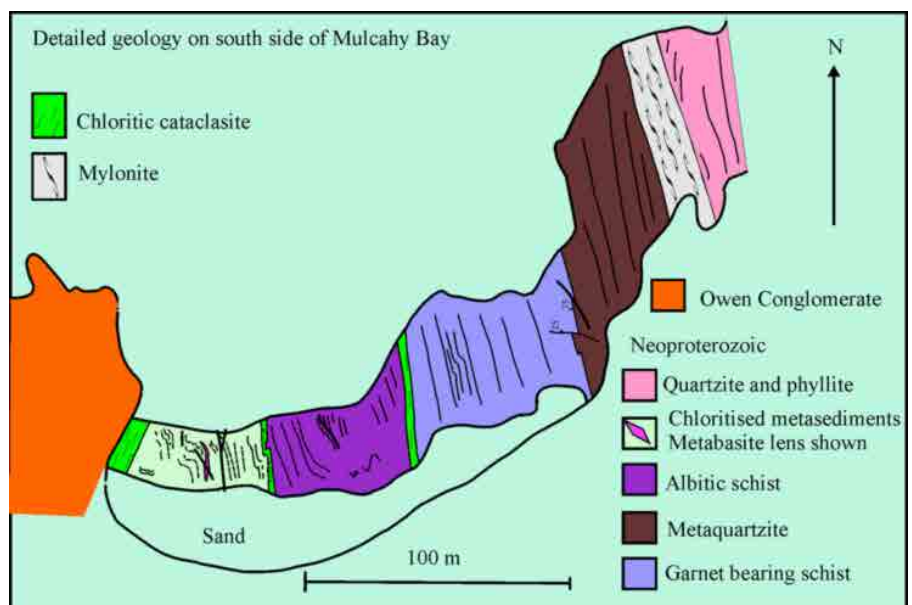 Detailed geology on south side of Mulcahy Bay
N
Chloritic cataclasite
Mylonite
Owen Conglomerate
Neoproterozoic
Quartzite and phyllite
Chloritised metasediments
Metabasite lens shown
Albitic schist
Metaquartzite
Garnet bearing schist
Sand
100 m